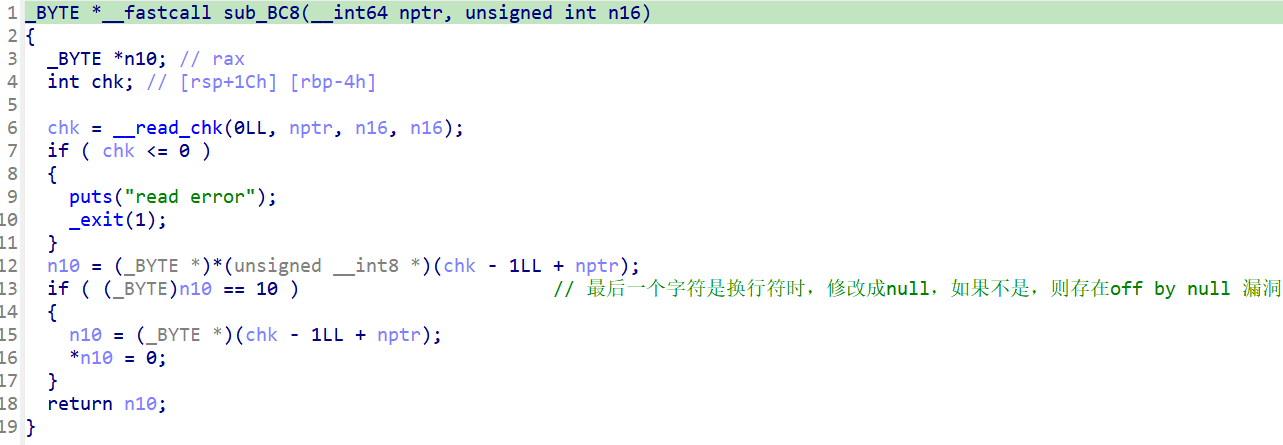 1 _BYTE *__fastcall sub_BC8(__int64 nptr, unsigned int n16)
2 {
3   _BYTE *n10; // rax
4   int chk; // [rsp+1Ch] [rbp-4h]
5
6   chk = __read_chk(0LL, nptr, n16, n16);
7   if ( chk <= 0 )
8   {
9     puts("read error");
10     _exit(1);
11   }
12   n10 = (_BYTE *)*(unsigned __int8 *)(chk - 1LL + nptr);
13   if ( (_BYTE)n10 == 10 )                       // 最后一个字符是换行符时，修改成null，如果不是，则存在off by null 漏洞
14   {
15     n10 = (_BYTE *)(chk - 1LL + nptr);
16     *n10 = 0;
17   }
18   return n10;
19 }